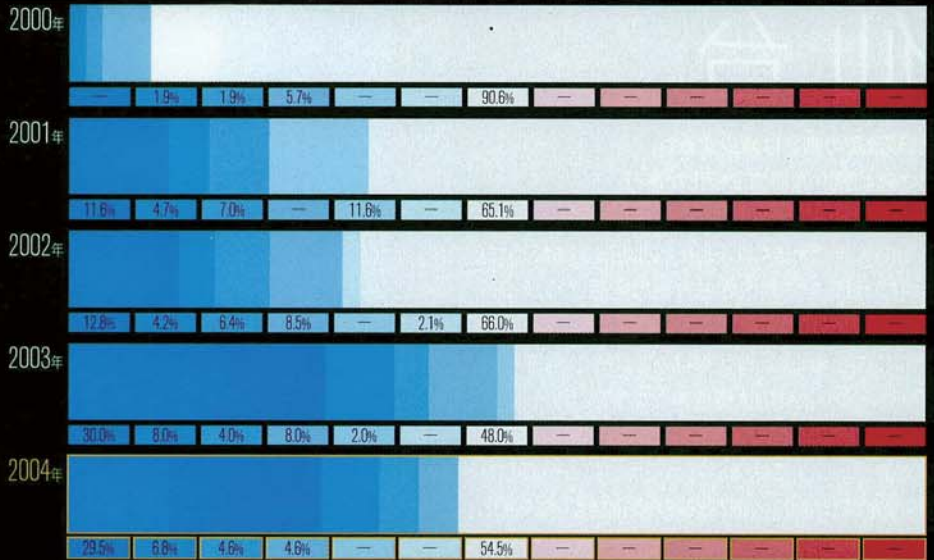 2000年
— 1.9% 1.9% 5.7% — — 90.6% — — — — — —
2001年
11.6% 4.7% 7.0% — 11.6% — 65.1% — — — — — —
2002年
12.8% 4.2% 6.4% 8.5% — 2.1% 66.0% — — — — — —
2003年
30.0% 8.0% 4.0% 8.0% 2.0% — 48.0% — — — — — —
2004年
29.5% 6.8% 4.6% 4.6% — — 54.5% — — — — — —